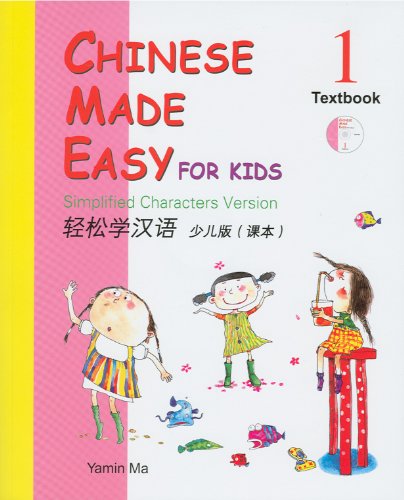 CHINESE
MADE
EASY FOR KIDS
Simplified Characters Version
轻松学汉语 少儿版（课本）
1
Textbook
Yamin Ma